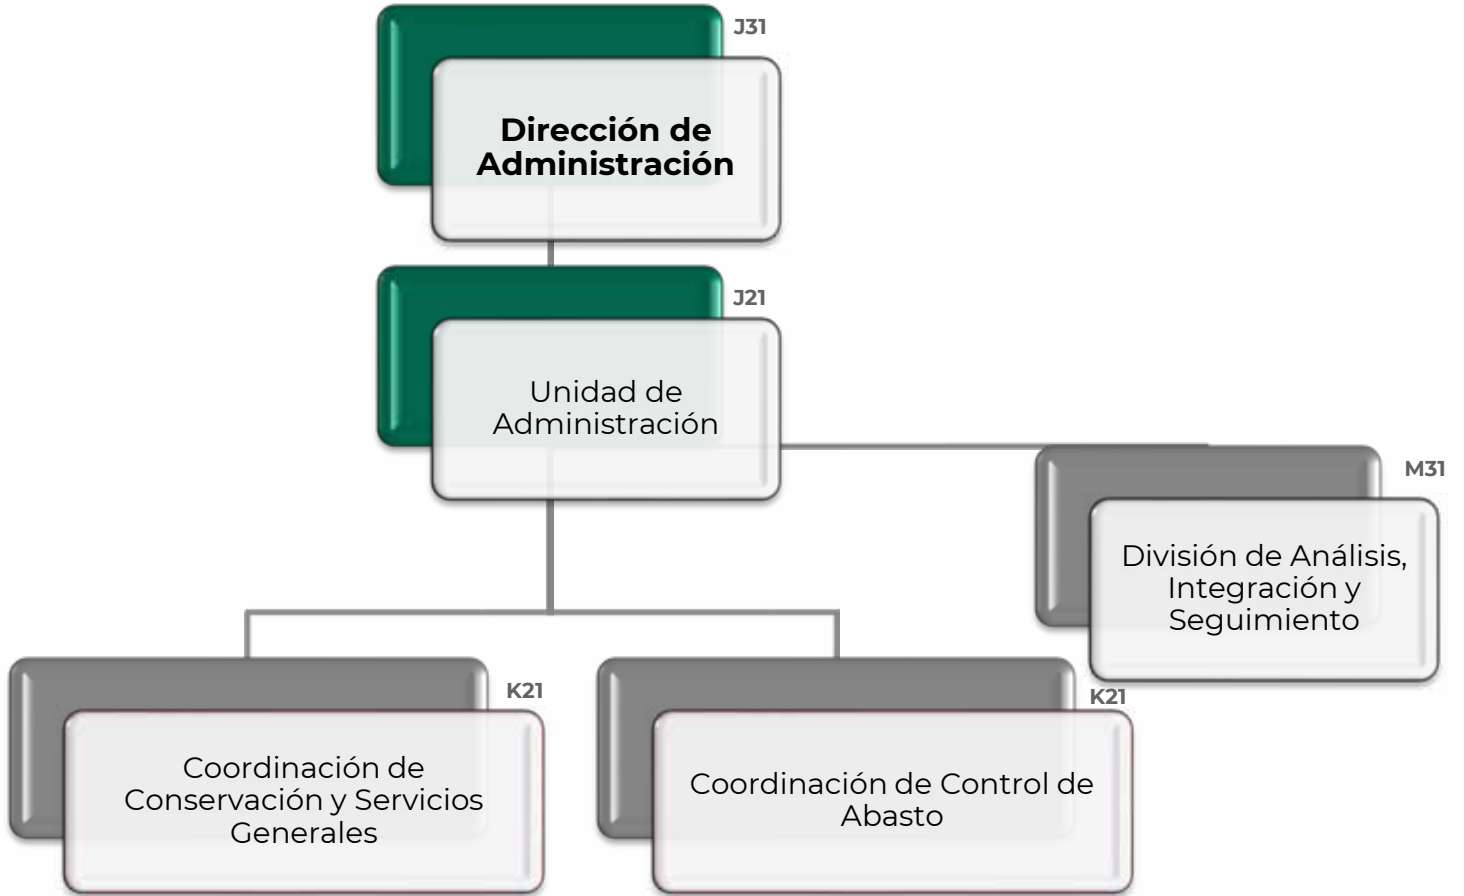 J31
Dirección de
Administración
J21
Unidad de
Administración
M31
División de Análisis,
Integración y
Seguimiento
K21
Coordinación de
Conservación y Servicios
Generales
K21
Coordinación de Control de
Abasto